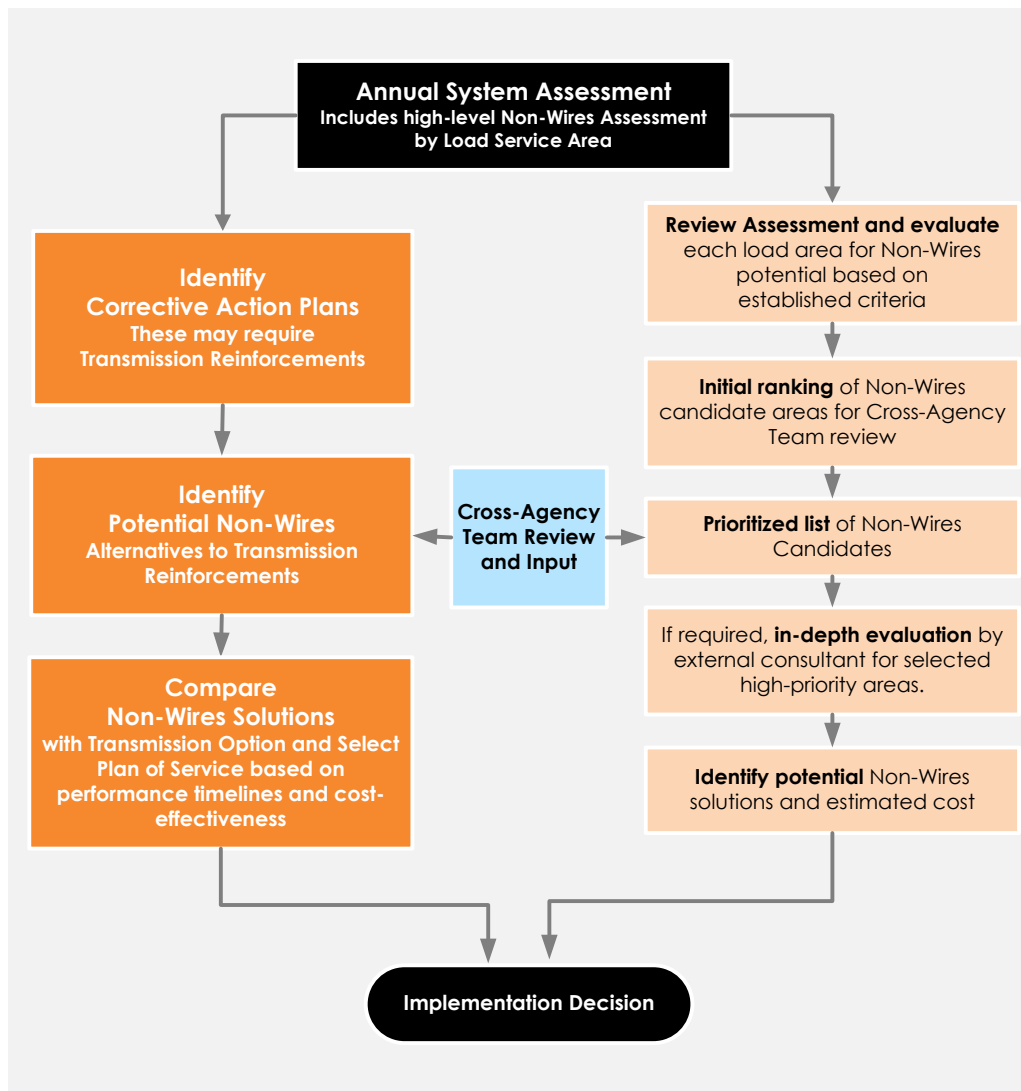 Annual System Assessment
Includes high-level Non-Wires Assessment
by Load Service Area
Identify
Corrective Action Plans
These may require
Transmission Reinforcements
Identify
Potential Non-Wires
Alternatives to Transmission
Reinforcements
Compare
Non-Wires Solutions
with Transmission Option and Select
Plan of Service based on
performance timelines and cost-
effectiveness
Cross-Agency
Team Review
and Input
Review Assessment and evaluate
each load area for Non-Wires
potential based on
established criteria
Initial ranking of Non-Wires
candidate areas for Cross-Agency
Team review
Prioritized list of Non-Wires
Candidates
If required, in-depth evaluation by
external consultant for selected
high-priority areas.
Identify potential Non-Wires
solutions and estimated cost
Implementation Decision